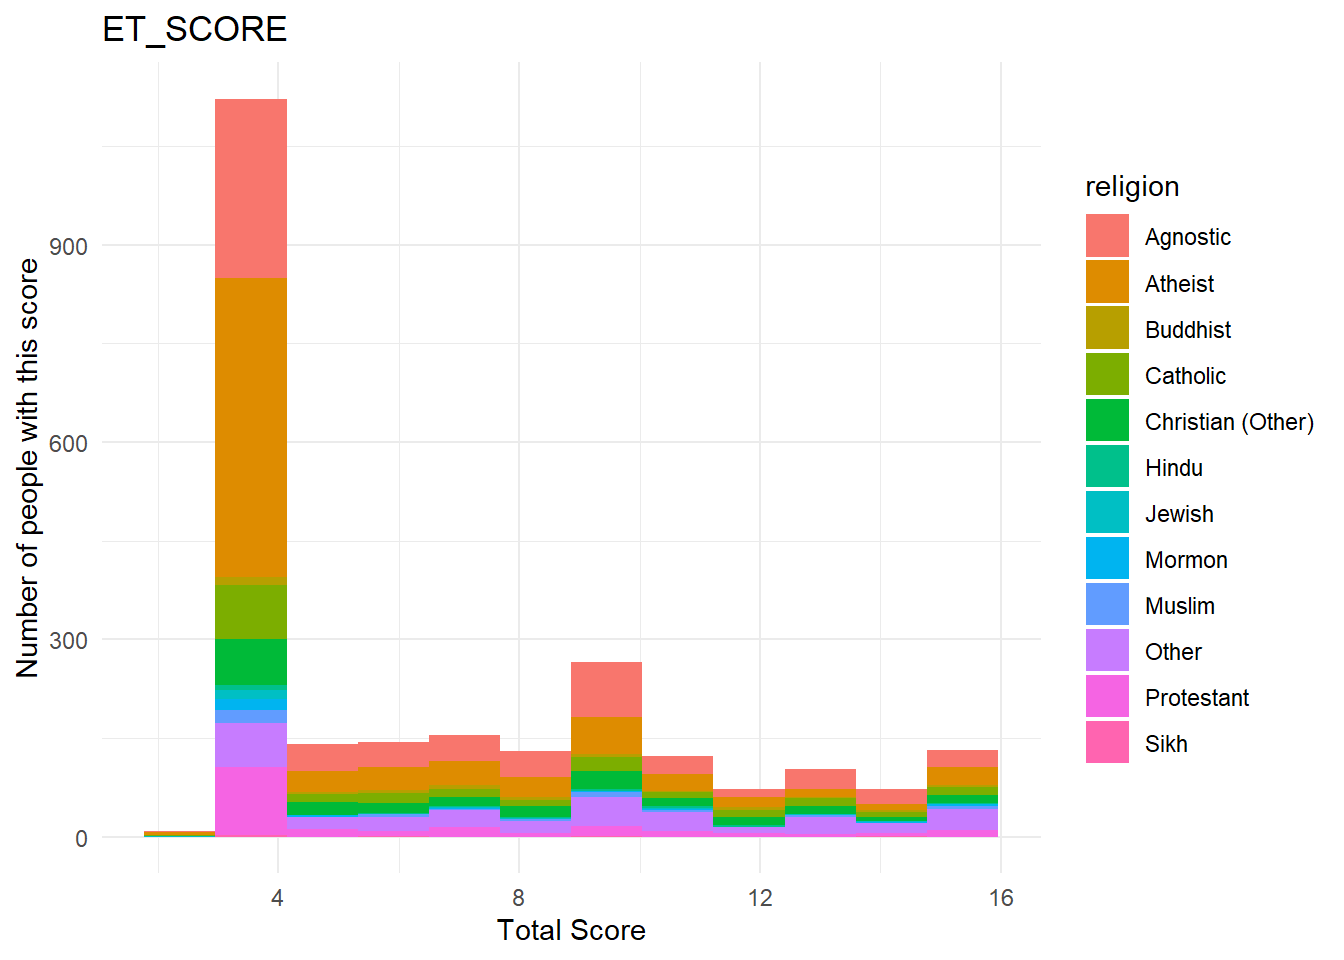 ET_SCORE
Number of people with this score
900
600
300
0
4
8
12
16
Total Score
religion
Agnostic
Atheist
Buddhist
Catholic
Christian (Other)
Hindu
Jewish
Mormon
Muslim
Other
Protestant
Sikh